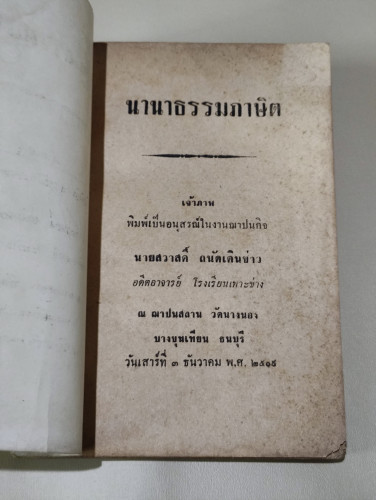 นานาธรรมภาษิต
เจ้าภาพ
พิมพ์เป็นอนุสรณ์ในงานฌาปนกิจ
นายสวาสดิ์ ถนัดเดินข่าว
อดีตอาจารย์ โรงเรียนเพาะช่าง
ณ ฌาปนสถาน วัดนางนอง
บางขุนเทียน ธนบุรี
วันเสาร์ที่ ๓ ธันวาคม พ.ศ. ๒๕๑๕